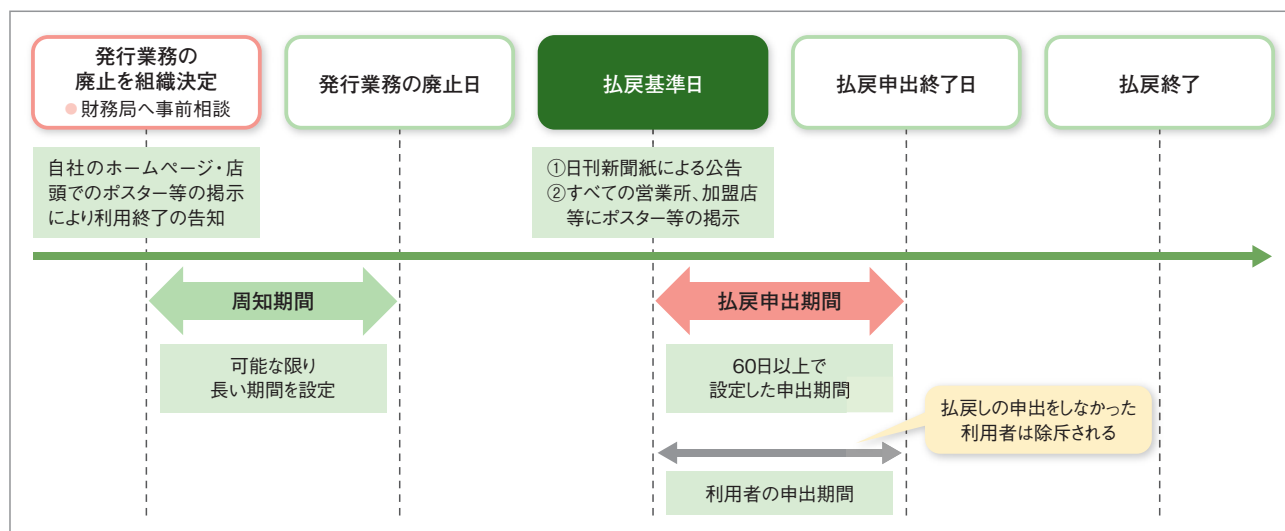 発行業務の
廃止を組織決定
●財務局へ事前相談
発行業務の廃止日
払戻基準日
払戻申出終了日
払戻終了
自社のホームページ・店
頭でのポスター等の掲示
により利用終了の告知
①日刊新聞紙による公告
②すべての営業所、加盟店
等にポスター等の掲示
周知期間
払戻申出期間
可能な限り
長い期間を設定
60日以上で
設定した申出期間
払戻しの申出をしなかった
利用者は除斥される
利用者の申出期間